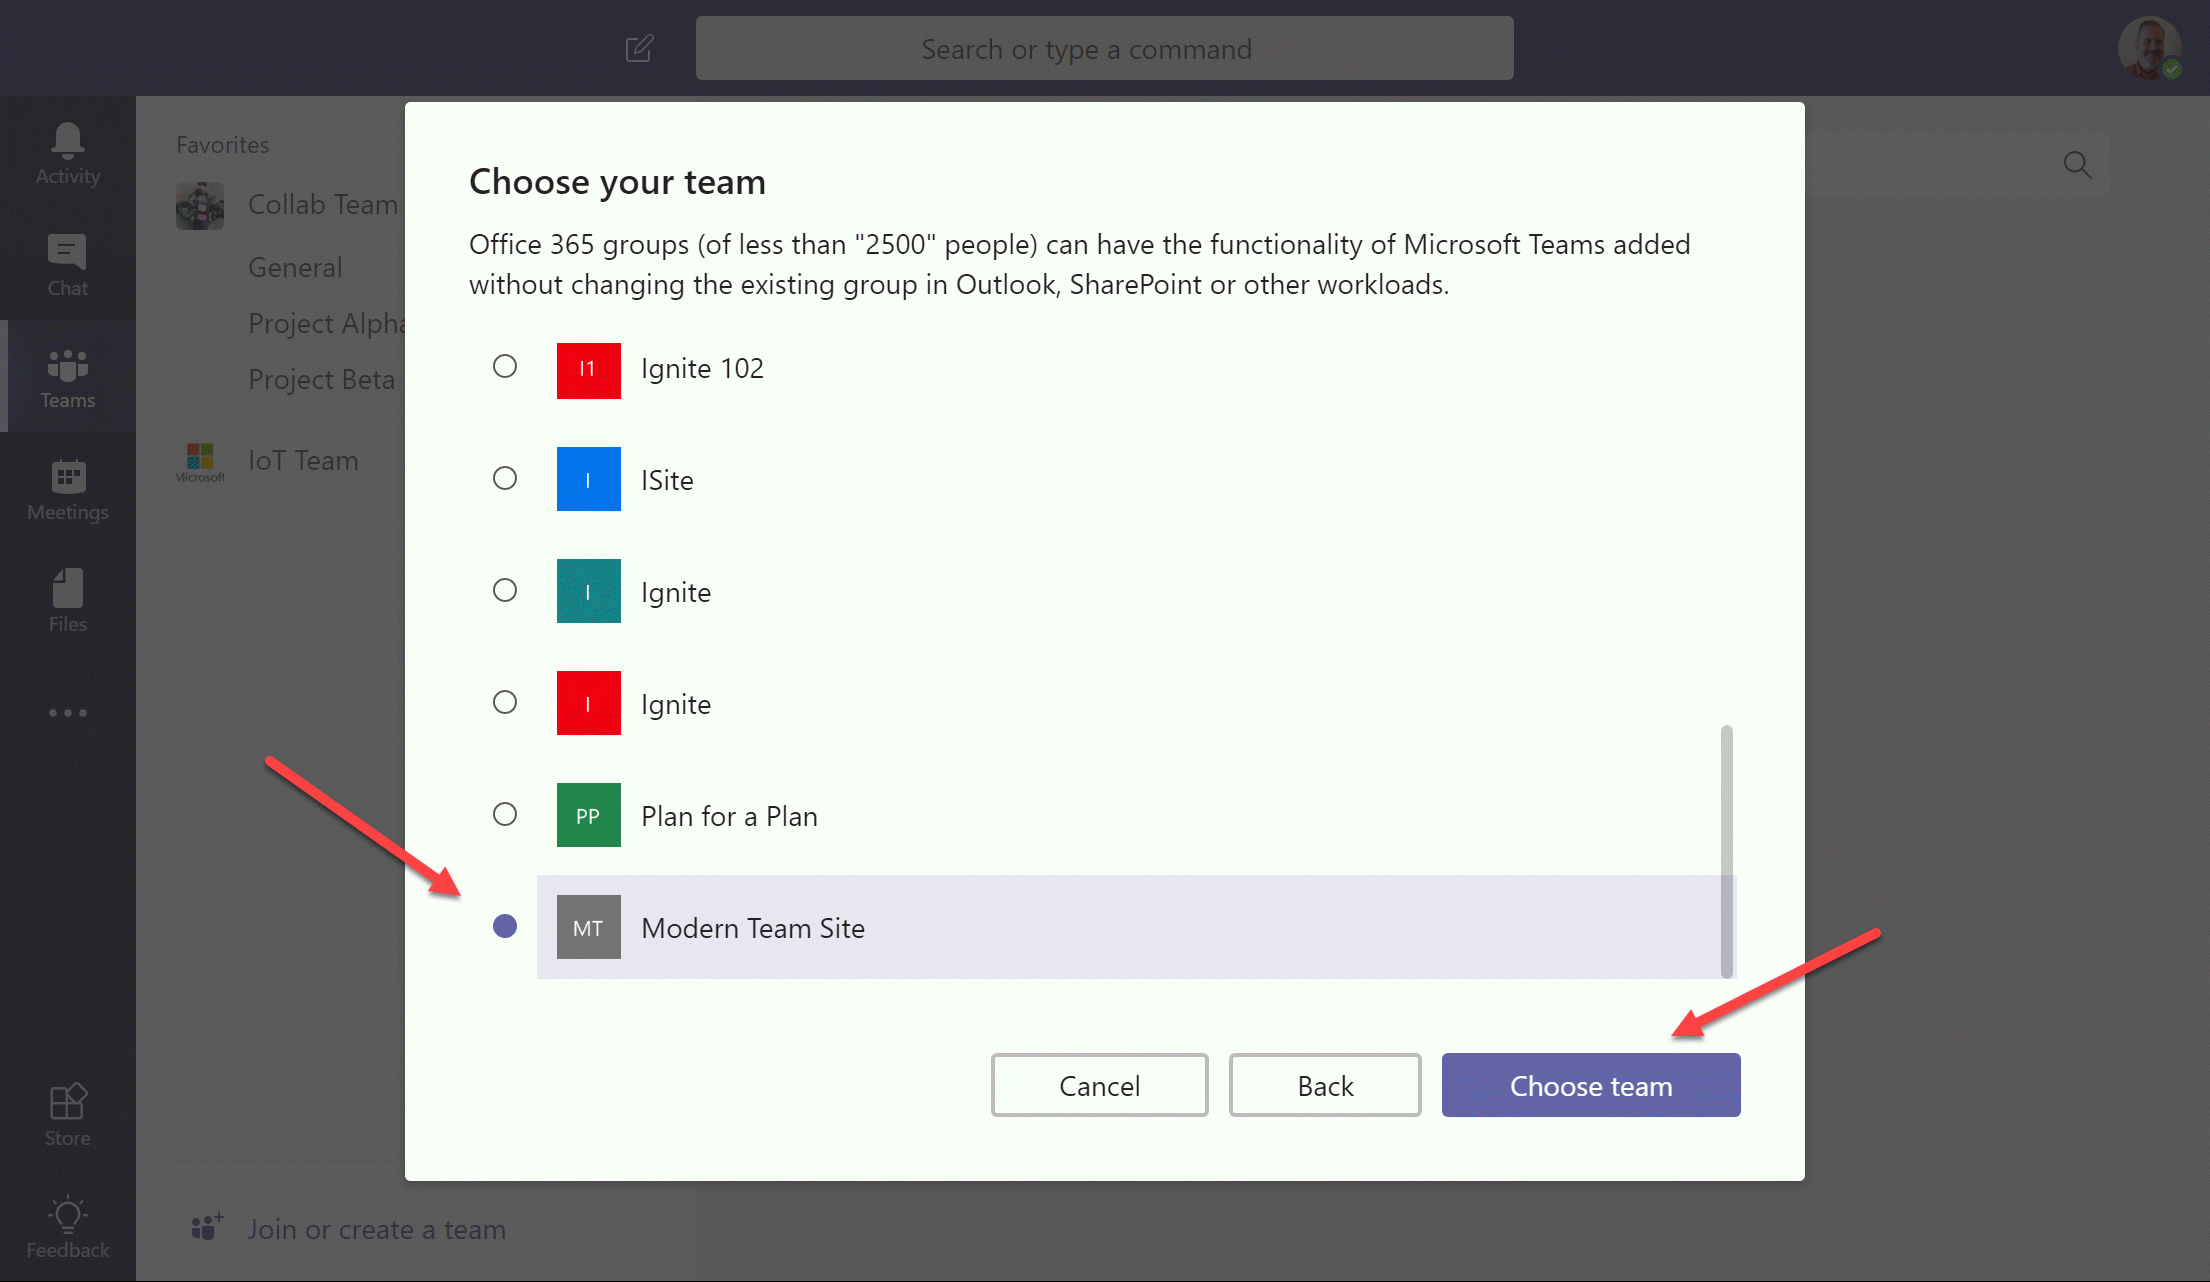 Search or type a command
Activity
Chat
Teams
Meetings
Files
Store
Feedback
Favorites
Collab Team
General
Project Alpha
Project Beta
Microsoft
IoT Team
Join or create a team
Choose your team
Office 365 groups (of less than "2500" people) can have the functionality of Microsoft Teams added
without changing the existing group in Outlook, SharePoint or other workloads.
I1 Ignite 102
I ISite
I Ignite
I Ignite
PP Plan for a Plan
MT Modern Team Site
Cancel Back Choose team